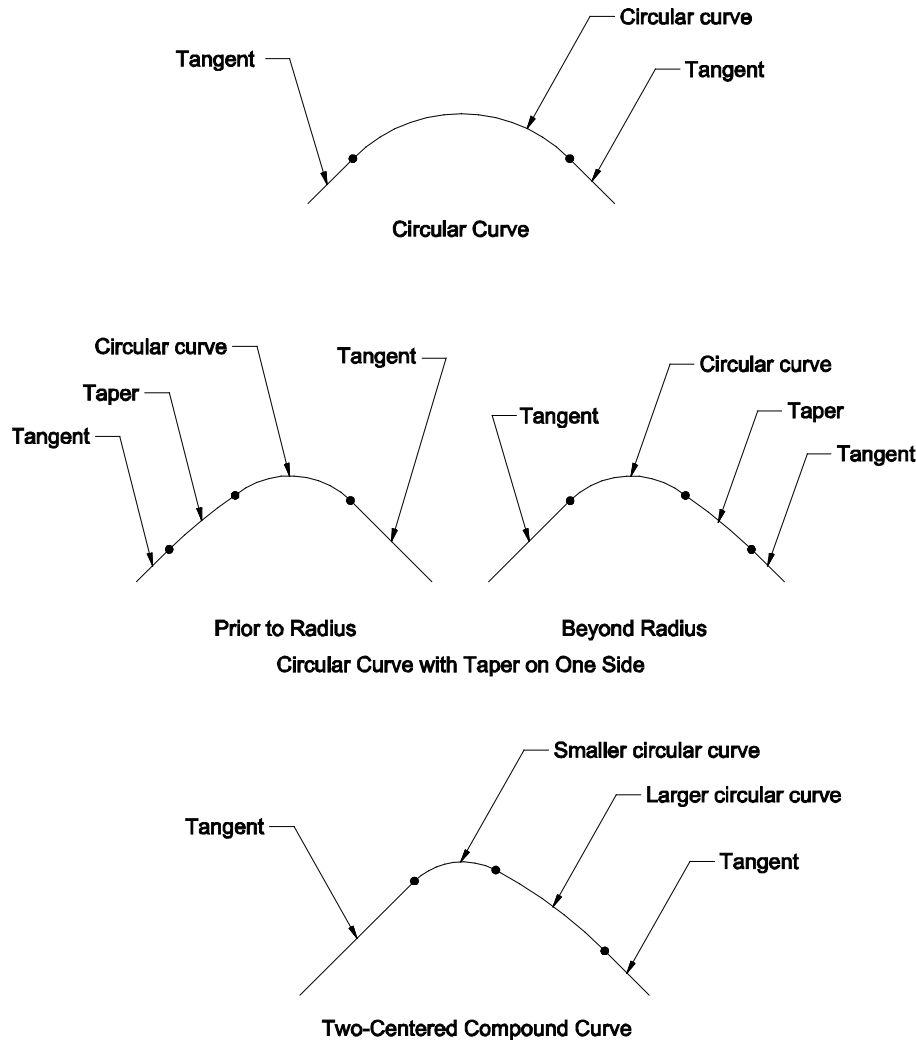 Circular curve
Tangent
Tangent
Circular Curve
Circular curve
Tangent
Taper
Tangent
Circular curve
Tangent
Taper
Tangent
Prior to Radius
Beyond Radius
Circular Curve with Taper on One Side
Smaller circular curve
Larger circular curve
Tangent
Tangent
Two-Centered Compound Curve